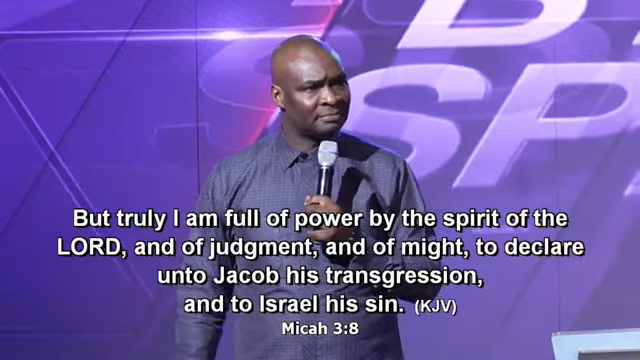 SP
But truly I am full of power by the spirit of the
LORD, and of judgment, and of might, to declare
unto Jacob his transgression,
and to Israel his sin. (KJV)
Micah 3:8